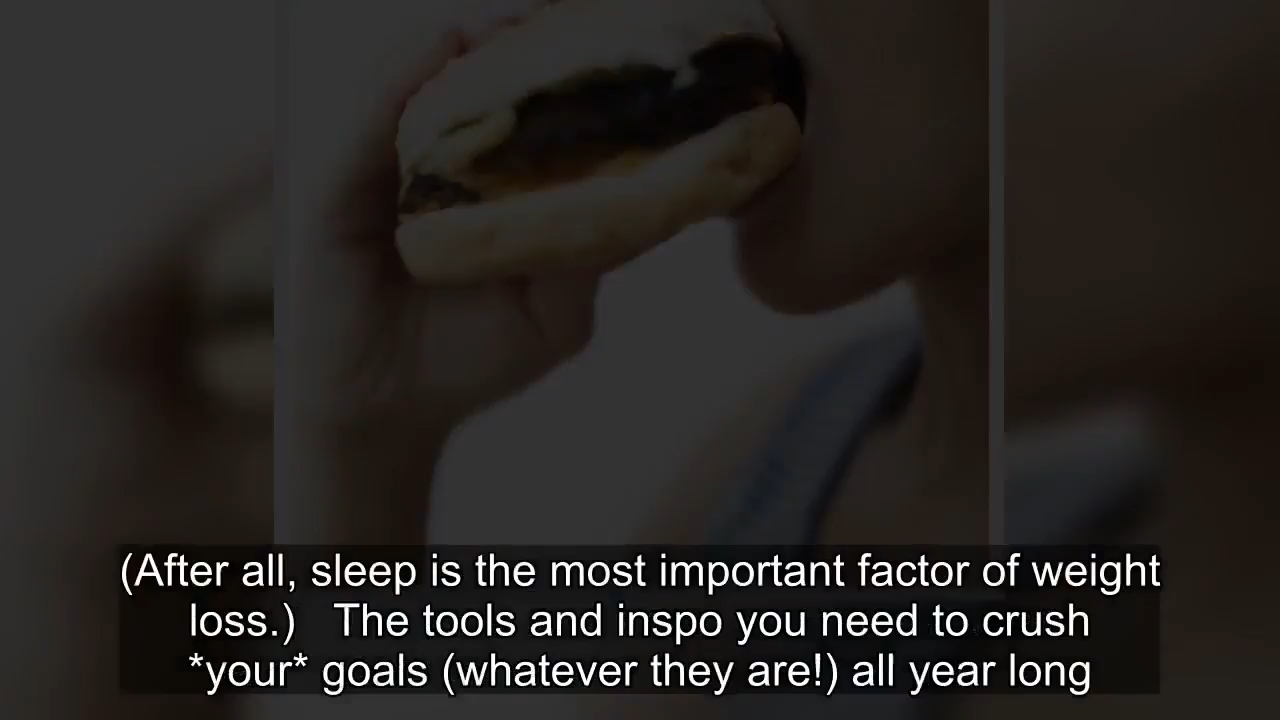 (After all, sleep is the most important factor of weight
loss.)   The tools and inspo you need to crush
*your* goals (whatever they are!) all year long